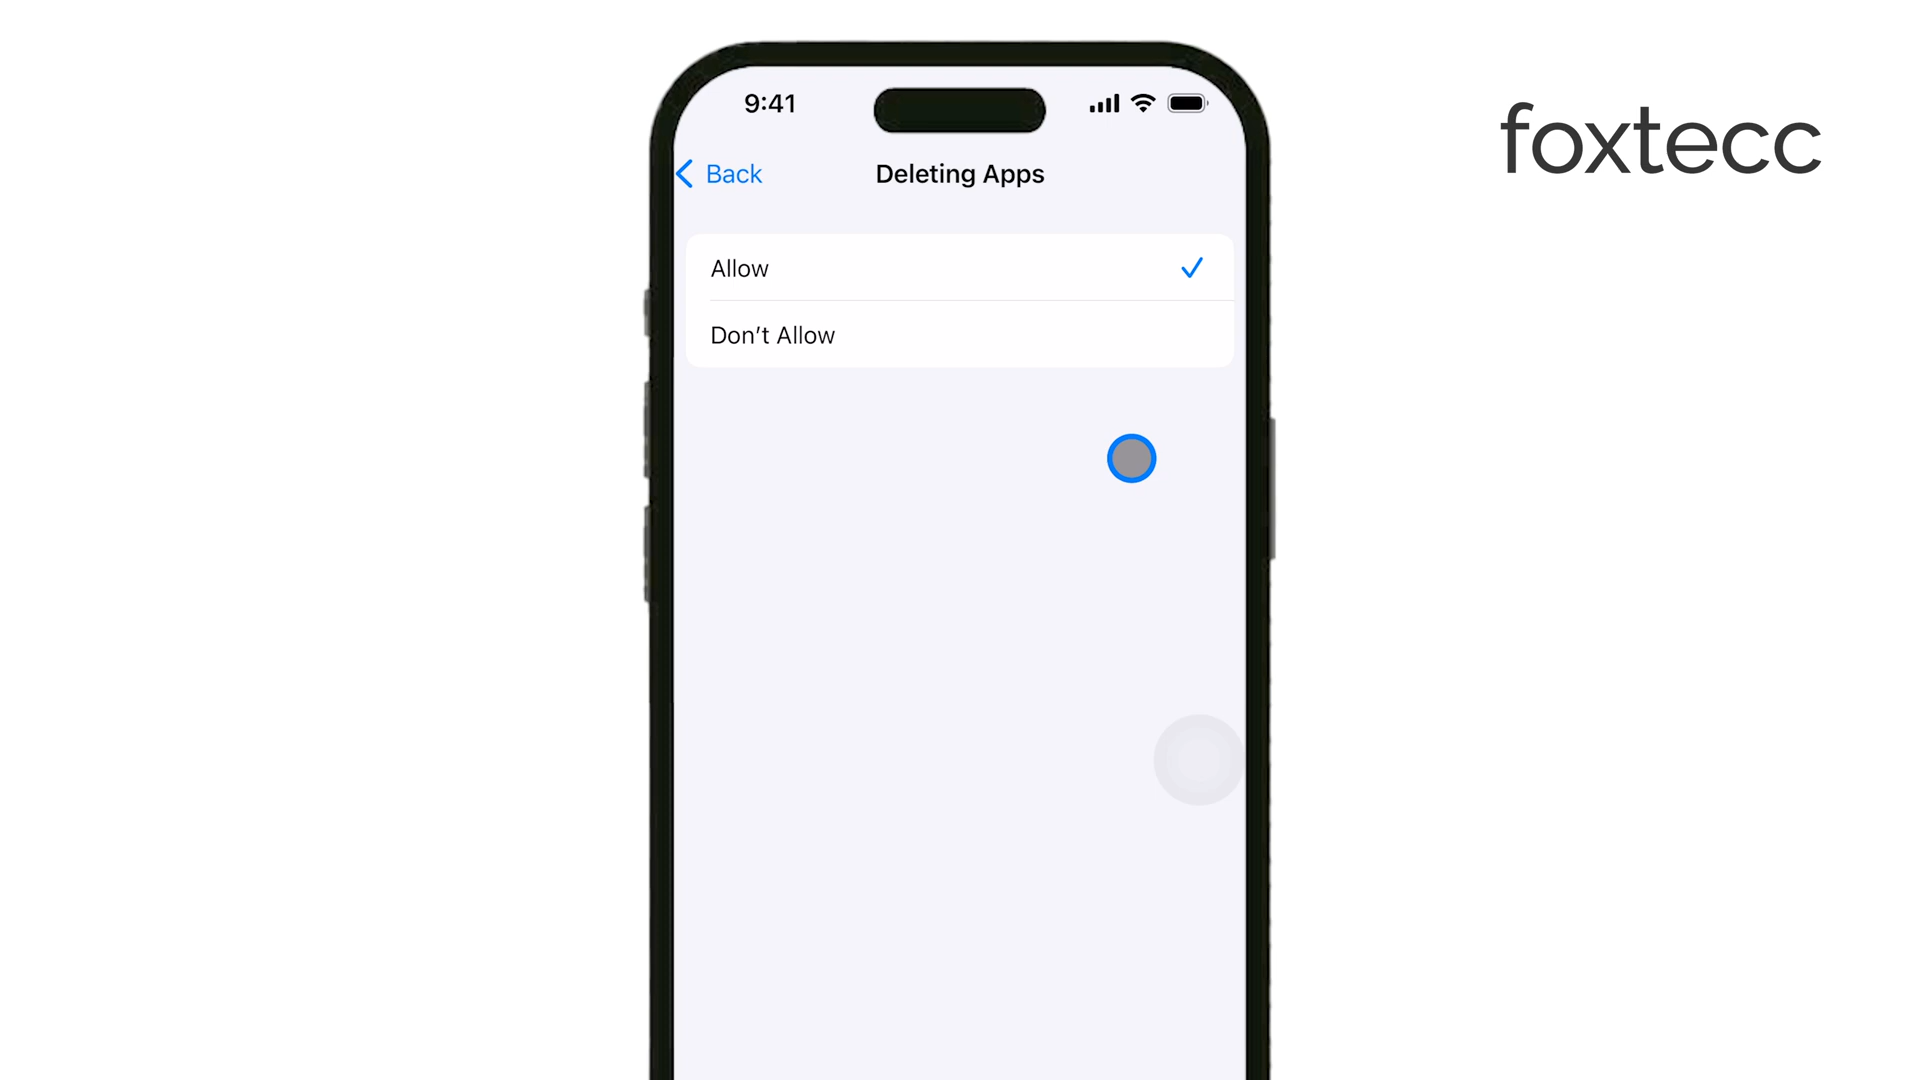 foxtecc
9:41
Back
Deleting Apps
Allow
Don’t Allow